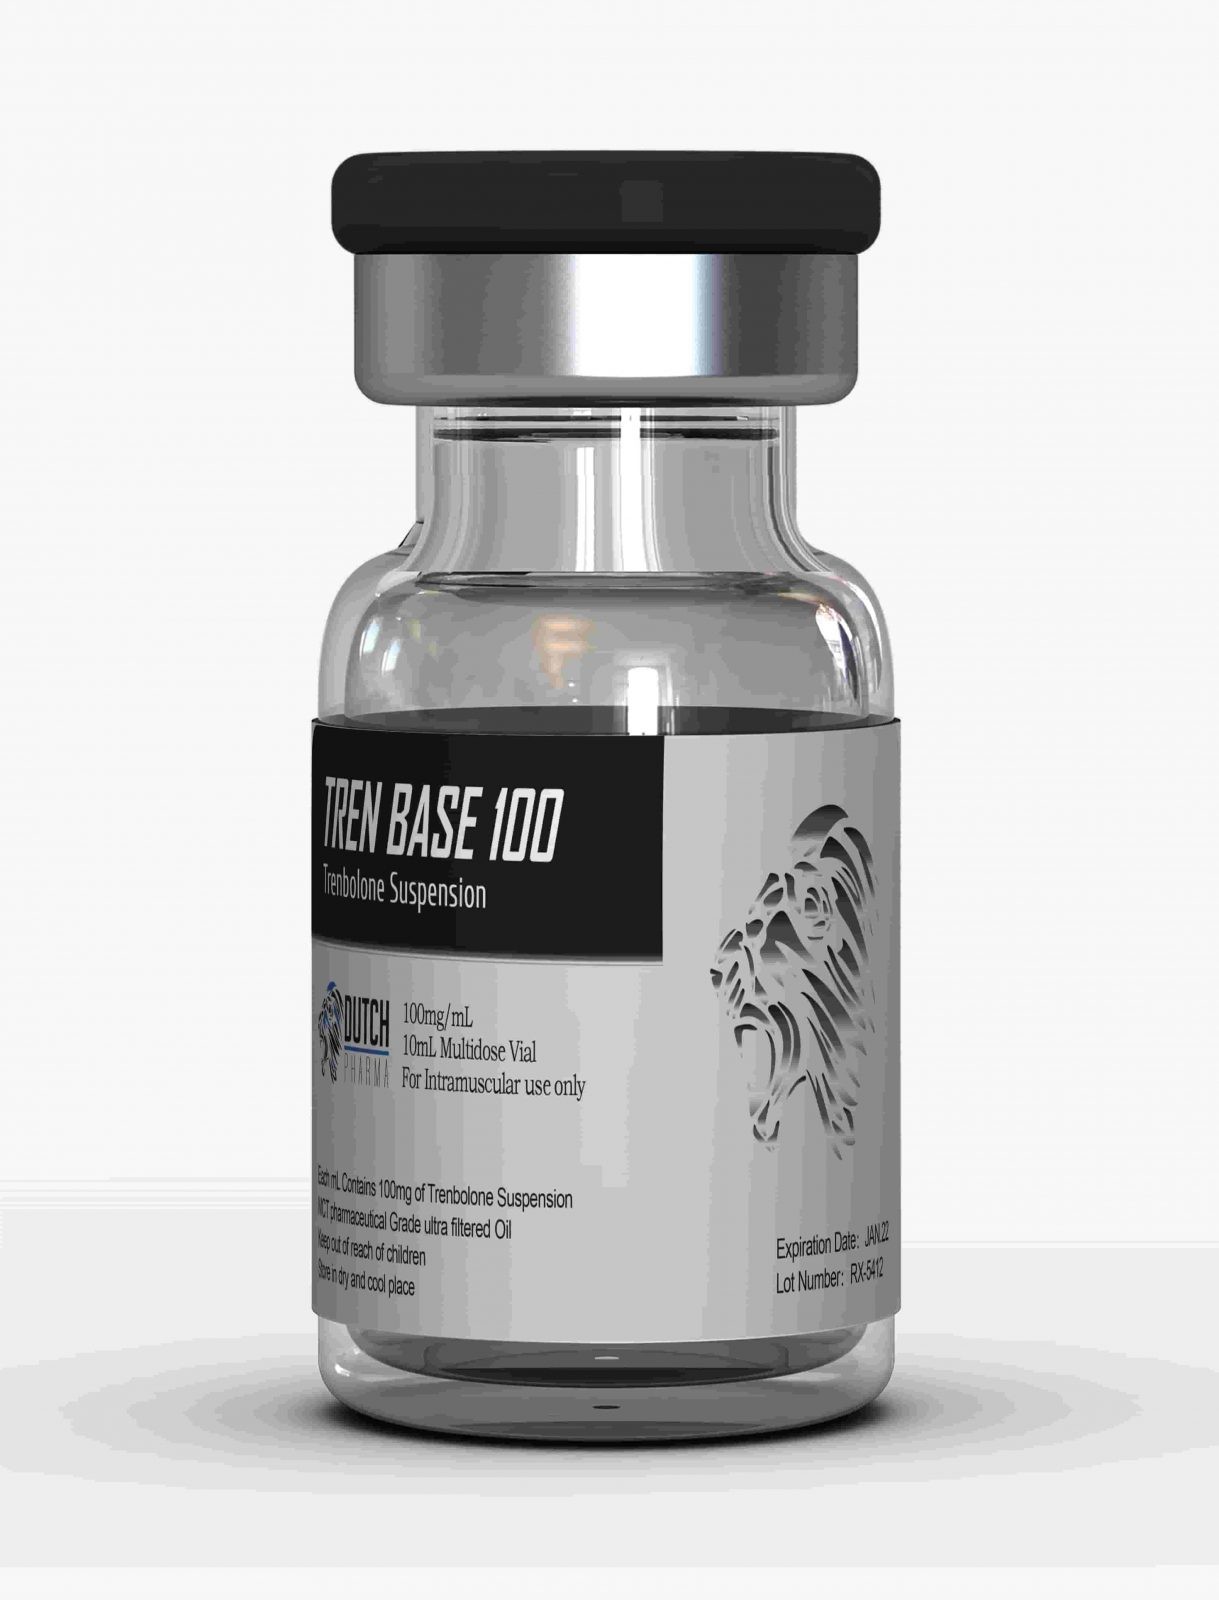 TREN BASE 100
Trenbolone Suspension
DUTCH
PHARMA
100mg/mL
10mL Multidose Vial
For Intramuscular use only
Each mL Contains 100mg of Trenbolone Suspension
MCT pharmaceutical Grade ultra filtered Oil
Keep out of reach of children
Store in dry and cool place
Expiration Date: JAN.22
Lot Number: RX-5412